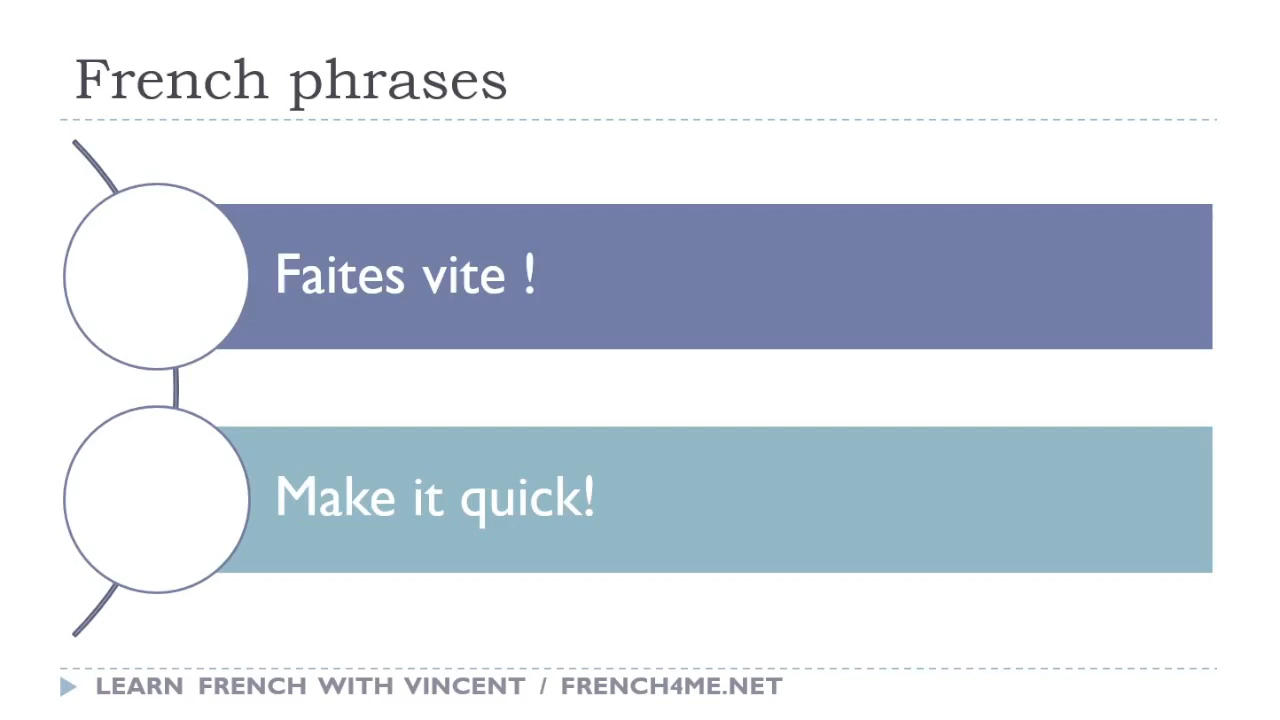 French phrases
Faites vite !
Make it quick!
LEARN FRENCH WITH VINCENT / FRENCH4ME.NET